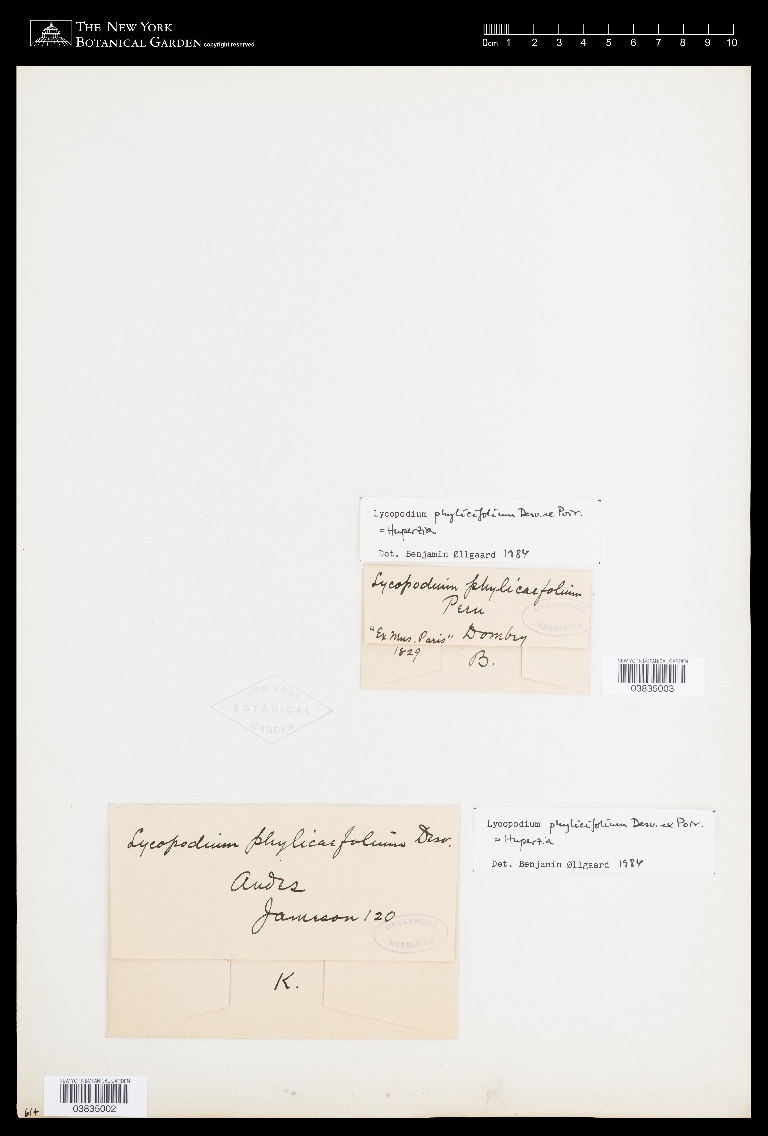 THE NEW YORK
BOTANICAL GARDEN copyright reserved
0cm 1 2 3 4 5 6 7 8 9 10
Lycopodium phylicifolium Desv. ex Poir.
= Huperzia
Det. Benjamin Øllgaard 1984
Lycopodium phylicaefolium
Peru
"Ex Mus. Paris" Dombey
1829
B.
UNDERWOOD
HERBARIUM
NEW YORK BOTANICAL GARDEN
03835003
NEW YORK
BOTANICAL
GARDEN
Lycopodium phylicaefolium Desv.
Andes
Jameson 120
UNDERWOOD
HERBARIUM
K.
Lycopodium phylicifolium Desv. ex Poir.
= Huperzia
Det. Benjamin Øllgaard 1984
NEW YORK BOTANICAL GARDEN
03835002